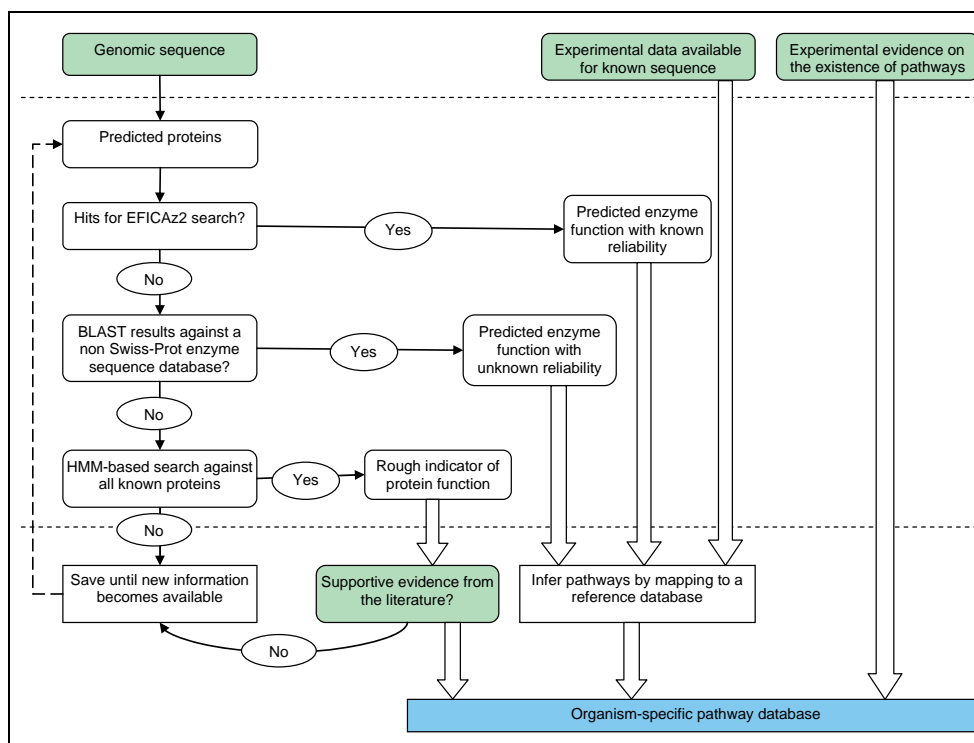 Genomic sequence
Experimental data available
for known sequence
Experimental evidence on
the existence of pathways
Predicted proteins
Hits for EFICAz2 search?
Yes
Predicted enzyme
function with known
reliability
No
BLAST results against a
non Swiss-Prot enzyme
sequence database?
Yes
Predicted enzyme
function with
unknown reliability
No
HMM-based search against
all known proteins
Yes
Rough indicator of
protein function
No
Save until new information
becomes available
Supportive evidence from
the literature?
Infer pathways by mapping to a
reference database
No
Organism-specific pathway database